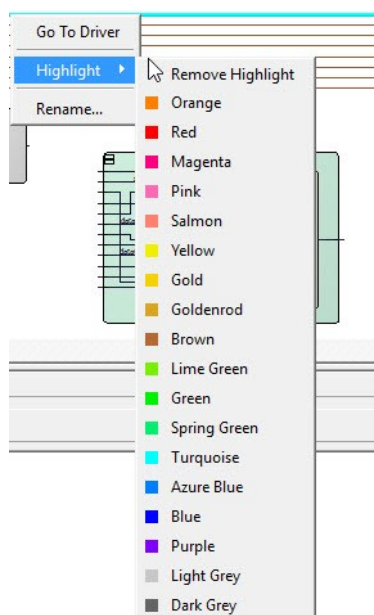 Go To Driver
Highlight
Rename...
Remove Highlight
Orange
Red
Magenta
Pink
Salmon
Yellow
Gold
Goldenrod
Brown
Lime Green
Green
Spring Green
Turquoise
Azure Blue
Blue
Purple
Light Grey
Dark Grey